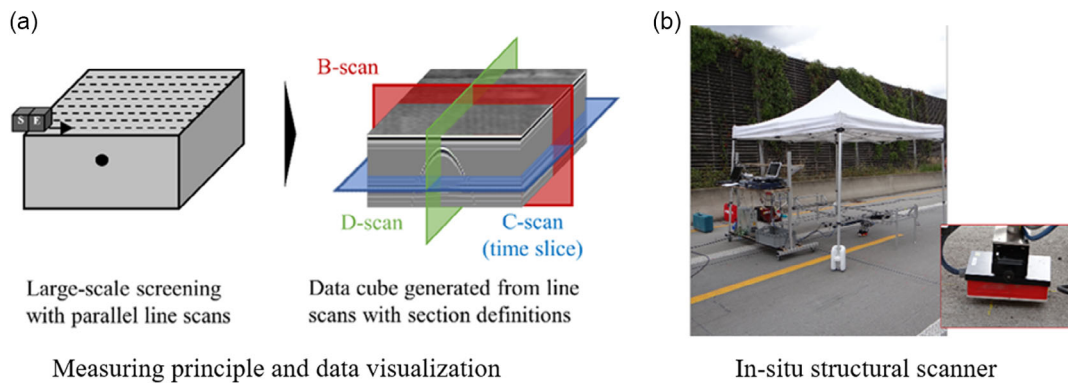 (a)
(b)
B-scan
S E
D-scan
C-scan
(time slice)
Large-scale screening
with parallel line scans
Data cube generated from line
scans with section definitions
Measuring principle and data visualization
In-situ structural scanner